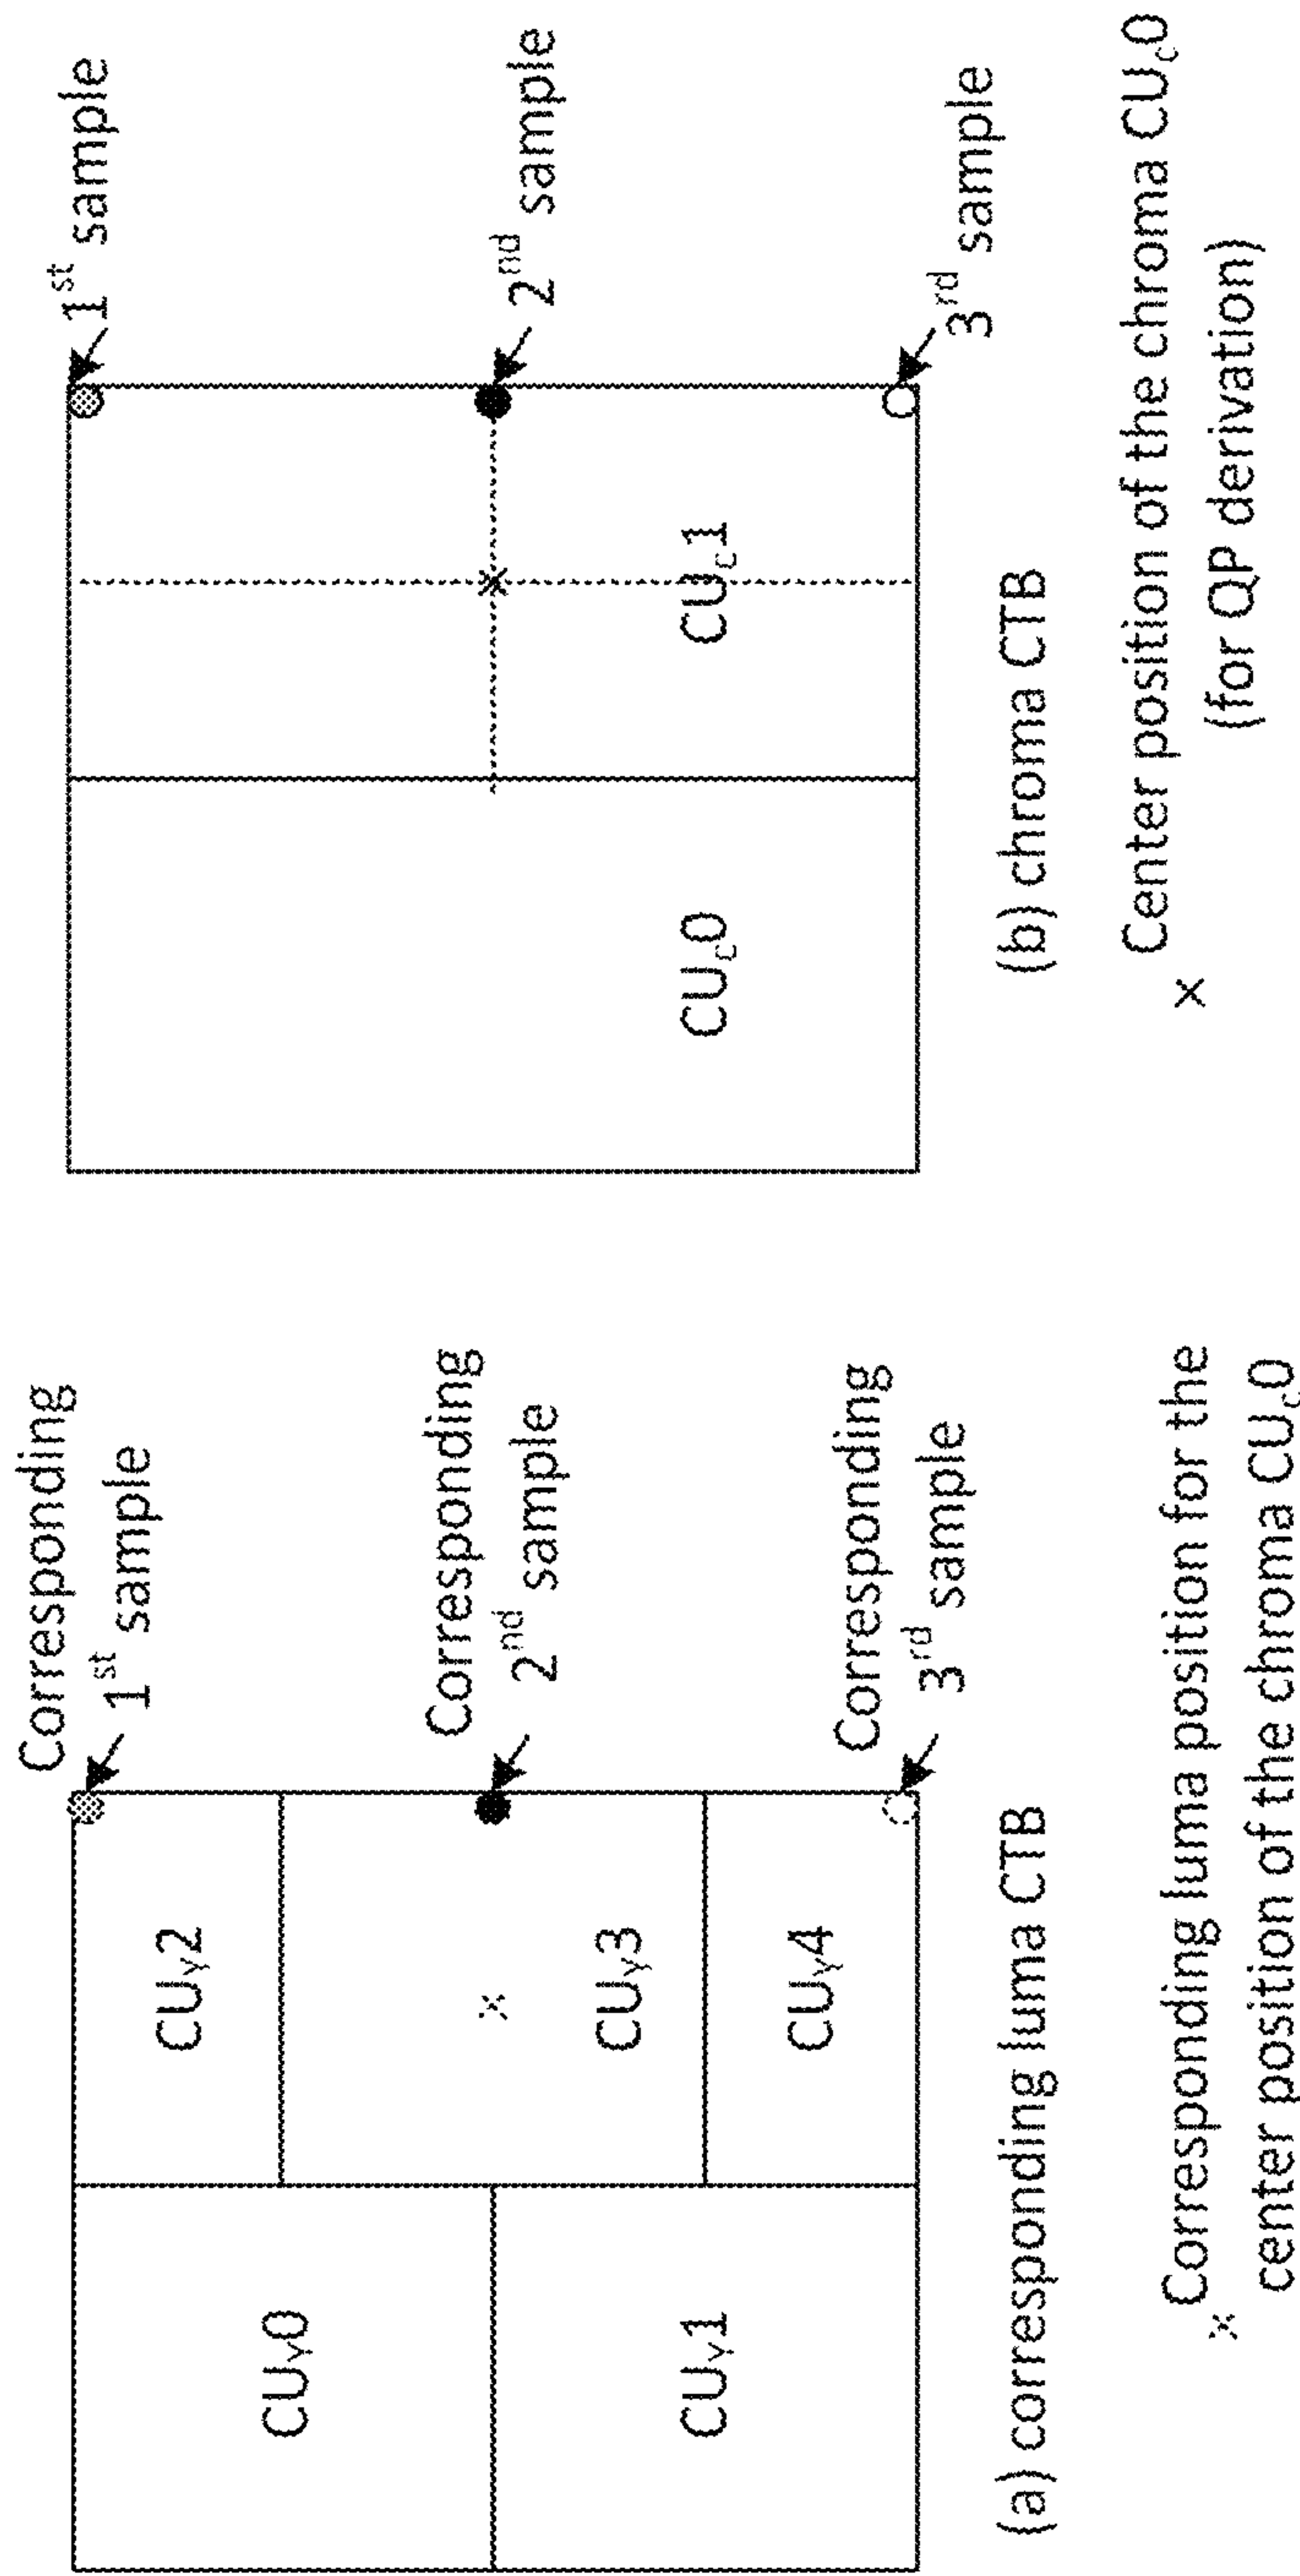 Corresponding
1st sample
Corresponding
2nd sample
Corresponding
3rd sample
CUY0
CUY1
CUY2
CUY3
CUY4
(a) corresponding luma CTB
× Corresponding luma position for the
center position of the chroma CUc0
1st sample
2nd sample
3rd sample
CUc0
CUc1
(b) chroma CTB
× Center position of the chroma CUc0
(for QP derivation)